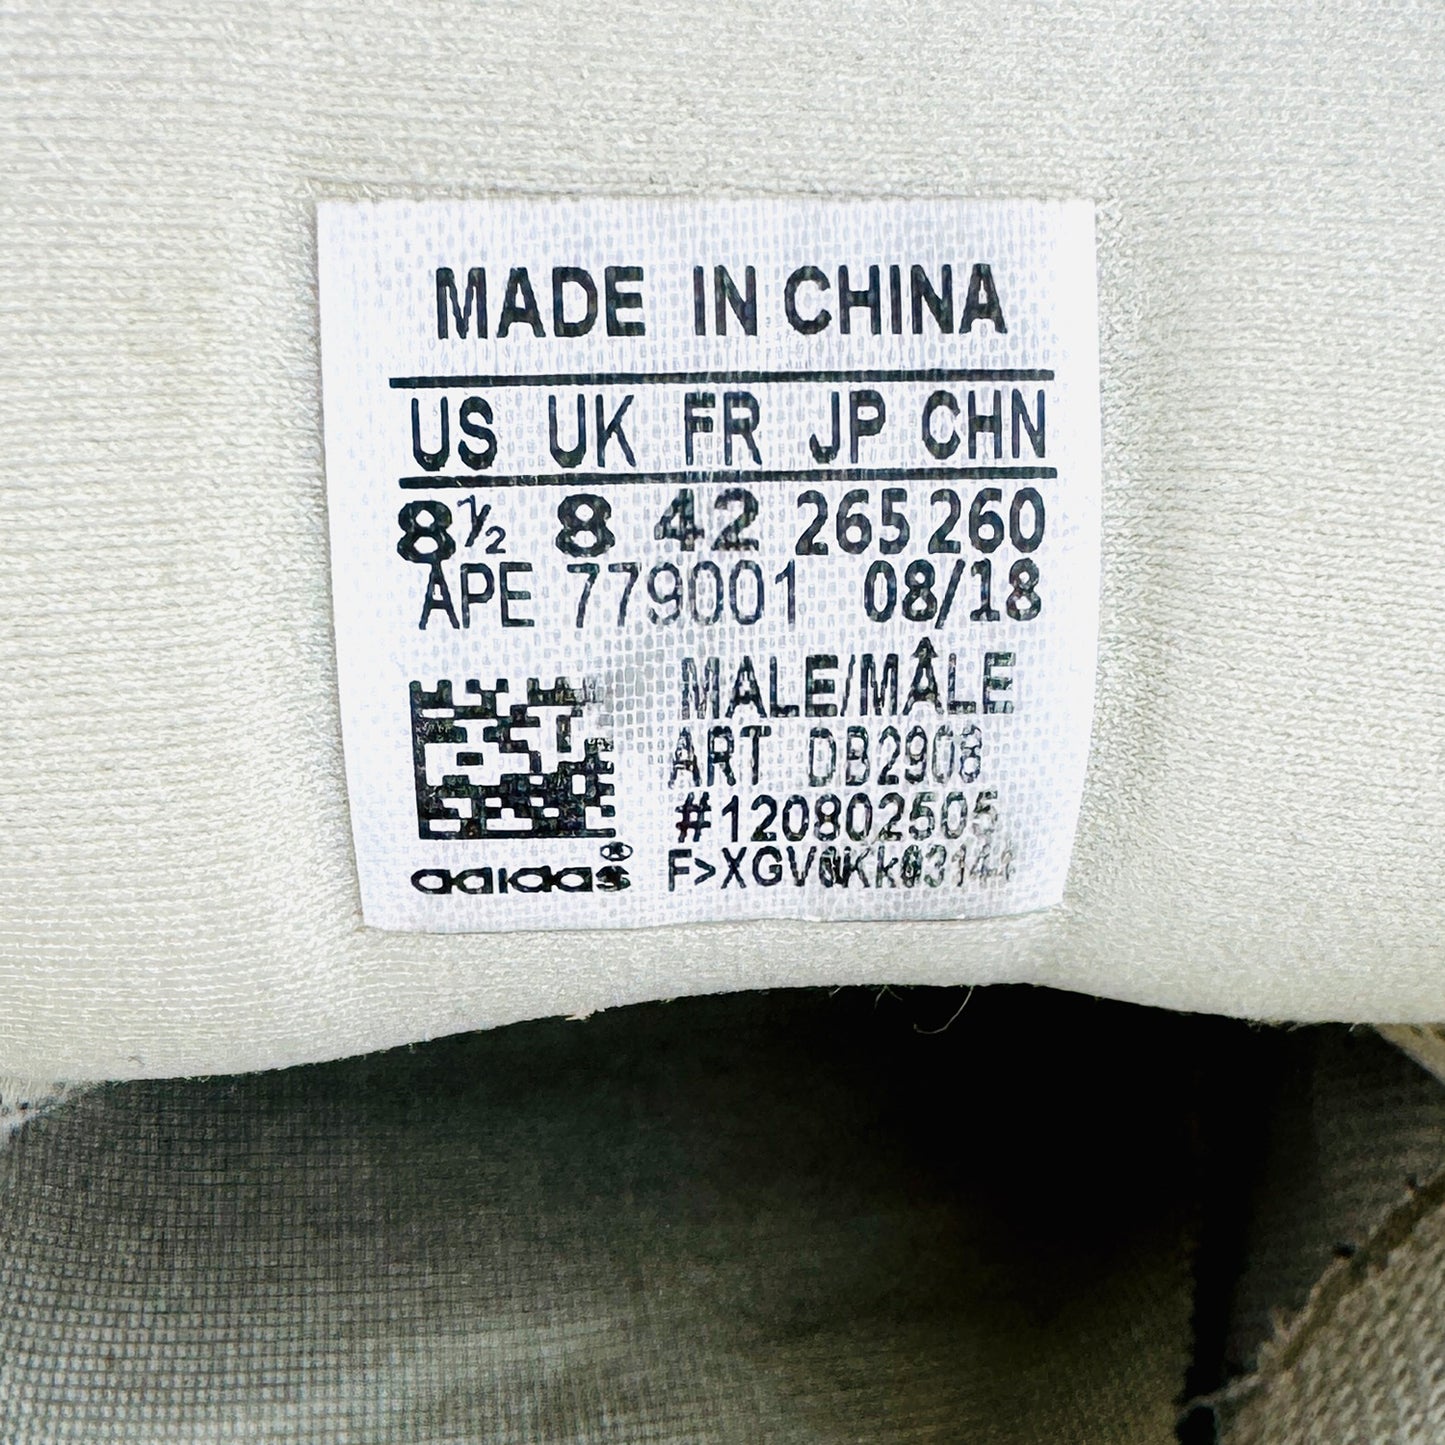 MADE IN CHINA
US UK FR JP CHN
8½ 8 42 265 260
APE 779001 08/18
MALE/MÂLE
ART DB2908
#120802505
adidas®